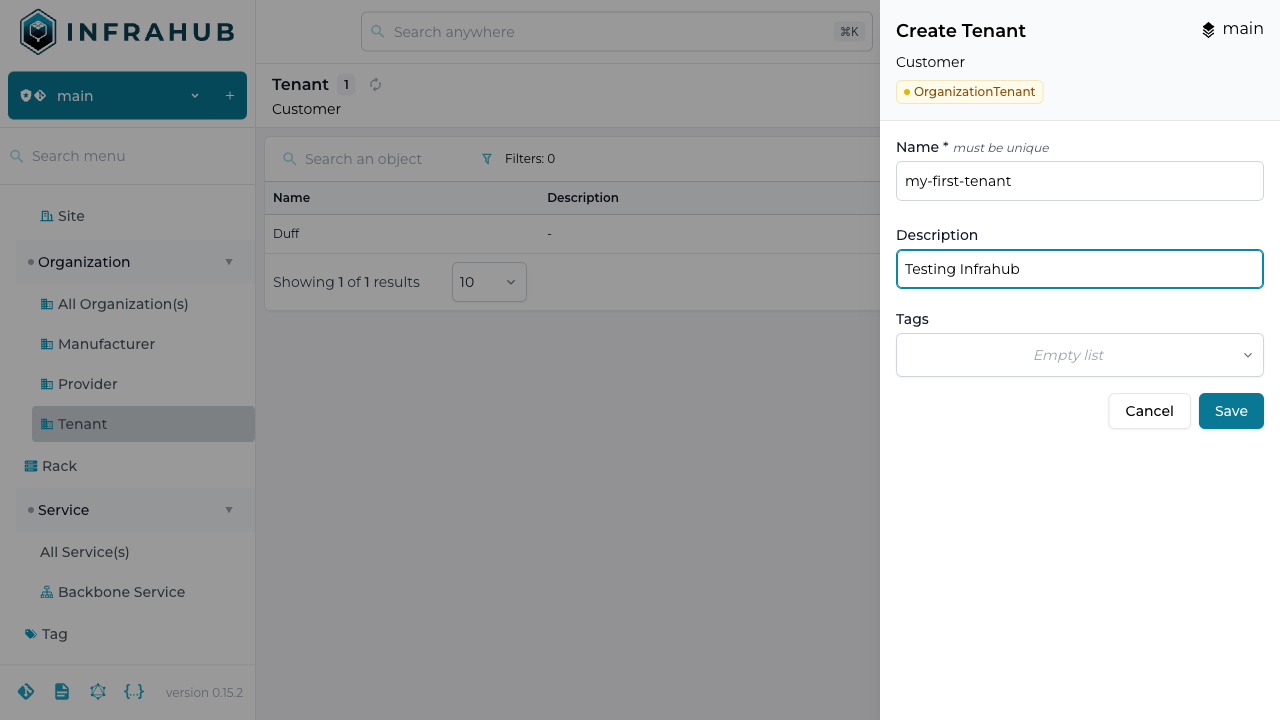 INFRAHUB
main
+
Search menu
Site
Organization
All Organization(s)
Manufacturer
Provider
Tenant
Rack
Service
All Service(s)
Backbone Service
Tag
version 0.15.2
Search anywhere
⌘K
Tenant 1
Customer
Search an object
Filters: 0
Name Description
Duff -
Showing 1 of 1 results 10
Create Tenant
main
Customer
OrganizationTenant
Name * must be unique
my-first-tenant
Description
Testing Infrahub
Tags
Empty list
Cancel Save